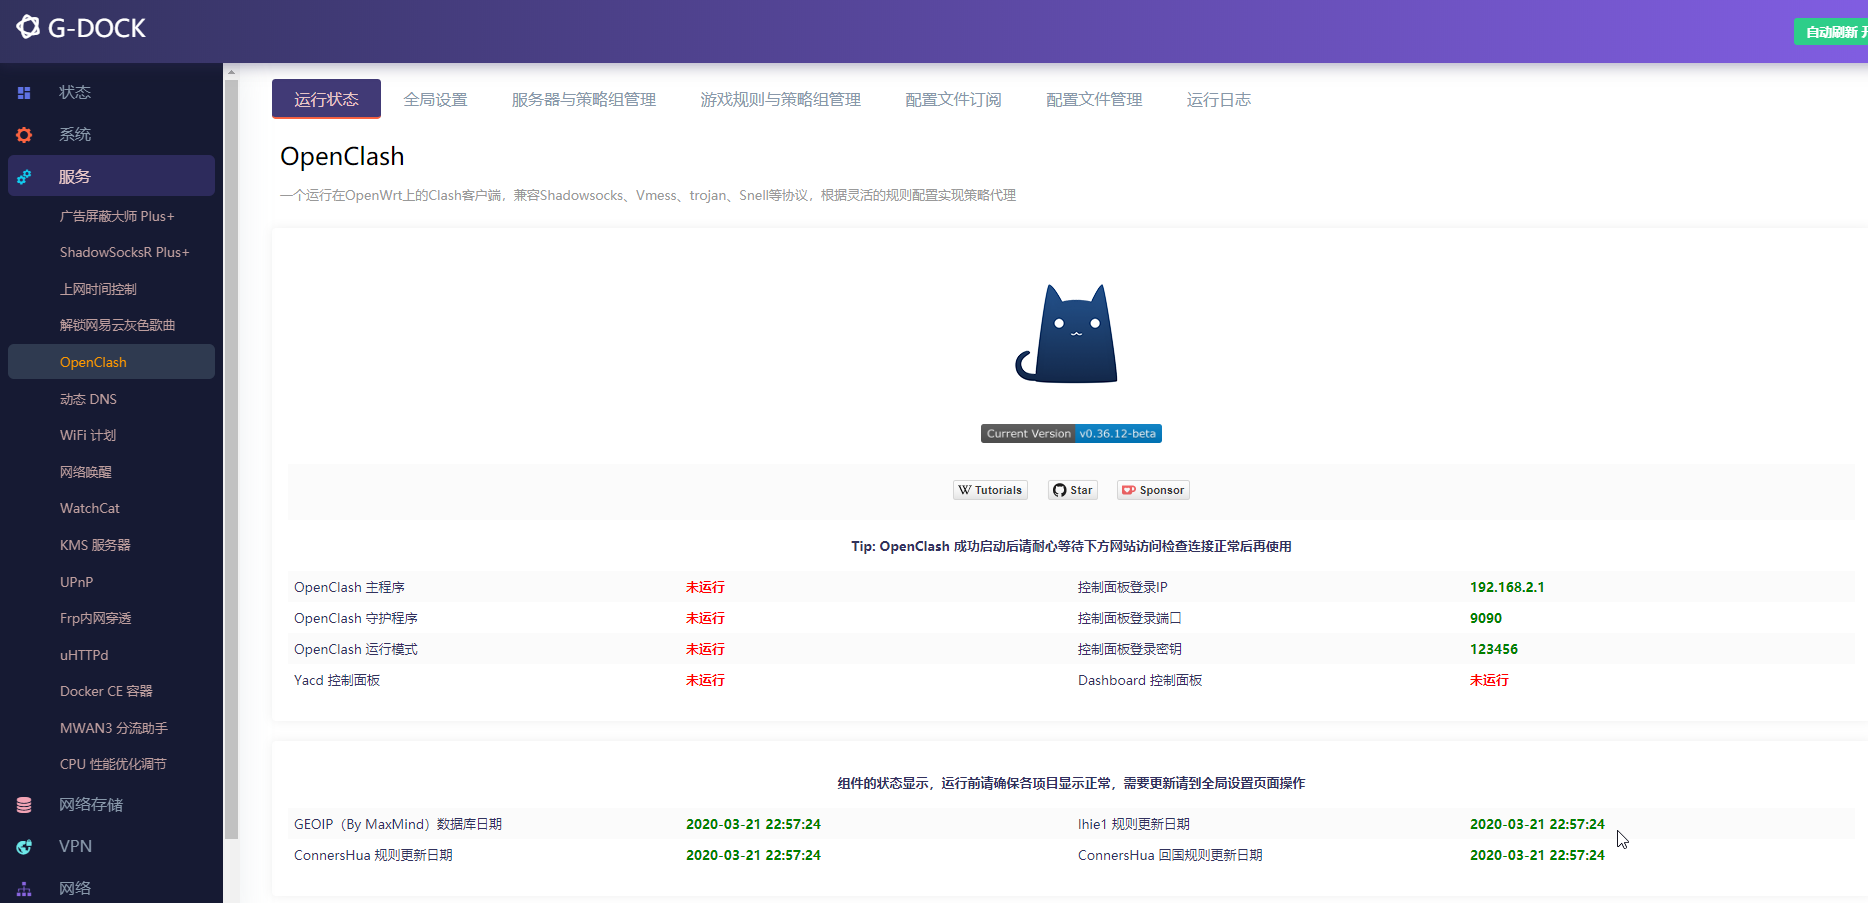 G-DOCK
自动刷新
状态
系统
服务
广告屏蔽大师 Plus+
ShadowSocksR Plus+
上网时间控制
解锁网易云灰色歌曲
OpenClash
动态 DNS
WiFi 计划
网络唤醒
WatchCat
KMS 服务器
UPnP
Frp内网穿透
uHTTPd
Docker CE 容器
MWAN3 分流助手
CPU 性能优化调节
网络存储
VPN
网络
运行状态 全局设置 服务器与策略组管理 游戏规则与策略组管理 配置文件订阅 配置文件管理 运行日志
OpenClash
一个运行在OpenWrt上的Clash客户端，兼容Shadowsocks、Vmess、trojan、Snell等协议，根据灵活的规则配置实现策略代理
Current Version v0.36.12-beta
Tutorials Star Sponsor
Tip: OpenClash 成功启动后请耐心等待下方网站访问检查连接正常后再使用
OpenClash 主程序 未运行 控制面板登录IP 192.168.2.1
OpenClash 守护程序 未运行 控制面板登录端口 9090
OpenClash 运行模式 未运行 控制面板登录密钥 123456
Yacd 控制面板 未运行 Dashboard 控制面板 未运行
组件的状态显示，运行前请确保各项目显示正常，需要更新请到全局设置页面操作
GEOIP（By MaxMind）数据库日期 2020-03-21 22:57:24 lhie1 规则更新日期 2020-03-21 22:57:24
ConnersHua 规则更新日期 2020-03-21 22:57:24 ConnersHua 回国规则更新日期 2020-03-21 22:57:24